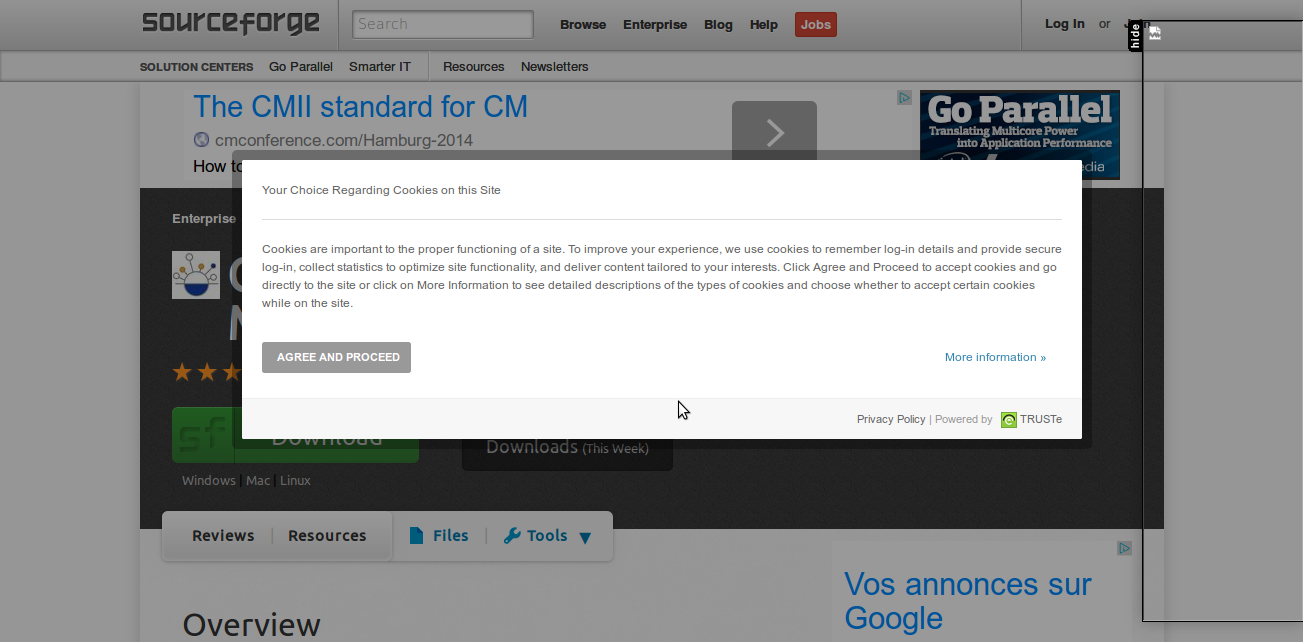 sourceforge
Search
Browse Enterprise Blog Help Jobs
Log In or
hide
SOLUTION CENTERS Go Parallel Smarter IT Resources Newsletters
The CMII standard for CM
cmconference.com/Hamburg-2014
How to
Go Parallel
Translating Multicore Power
into Application Performance
Your Choice Regarding Cookies on this Site
Enterprise
Cookies are important to the proper functioning of a site. To improve your experience, we use cookies to remember log-in details and provide secure
log-in, collect statistics to optimize site functionality, and deliver content tailored to your interests. Click Agree and Proceed to accept cookies and go
directly to the site or click on More Information to see detailed descriptions of the types of cookies and choose whether to accept certain cookies
while on the site.
AGREE AND PROCEED
More information »
Privacy Policy | Powered by TRUSTe
sf Download
Downloads (This Week)
Windows | Mac | Linux
Reviews | Resources Files | Tools ▼
Overview
Vos annonces sur
Google